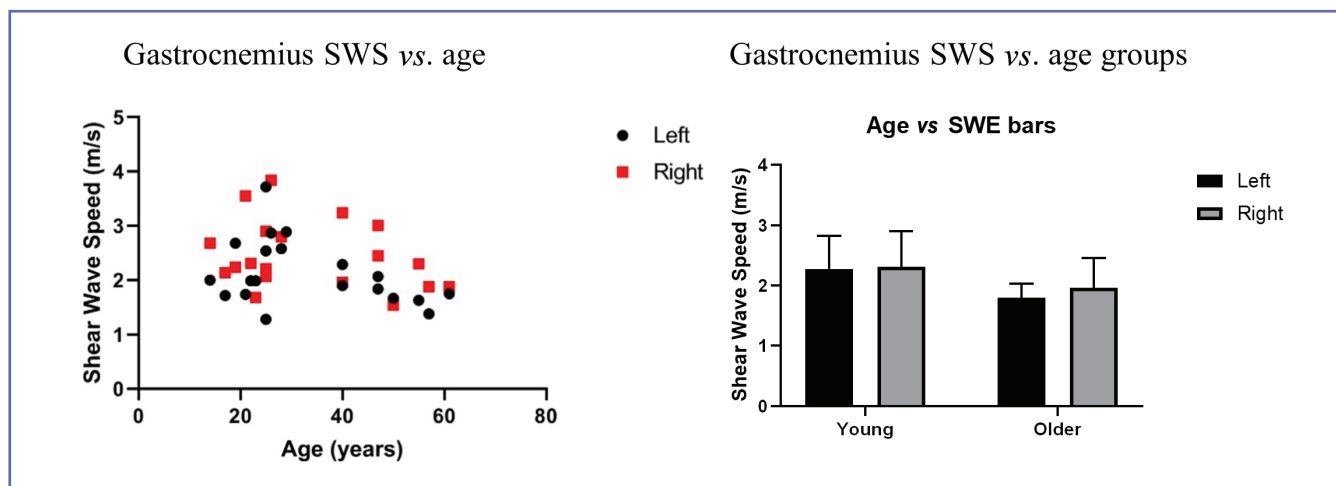 Gastrocnemius SWS vs. age
5
4
3
2
1
0
Shear Wave Speed (m/s)
0 20 40 60 80
Age (years)
Left
Right
Gastrocnemius SWS vs. age groups
Age vs SWE bars
4
3
2
1
0
Shear Wave Speed (m/s)
Young Older
Left
Right